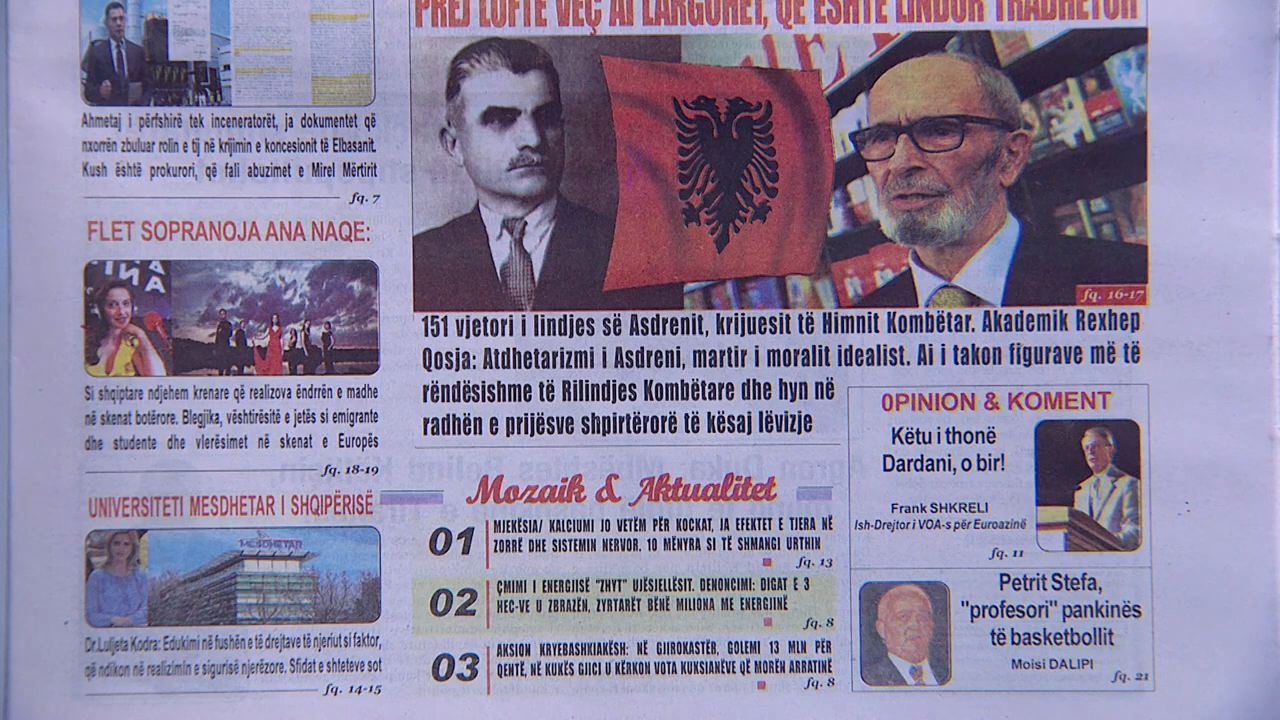 PREJ LUFTE VEÇ AI LARGOHET, QË ËSHTË LINDUR TRADHËTOR
Ahmetaj i përfshirë tek inceneratorët, ja dokumentet që
nxorrën zbuluar rolin e tij në krijimin e koncesionit të Elbasanit.
Kush është prokurori, që fali abuzimet e Mirel Mërtirit
fq. 7
FLET SOPRANOJA ANA NAQE:
Si shqiptare ndjehem krenare që realizova ëndrrën e madhe
në skenat botërore. Blegjika, vështirësitë e jetës si emigrante
dhe studente dhe vlerësimet në skenat e Europës
fq. 18-19
UNIVERSITETI MESDHETAR I SHQIPËRISË
MESDHETAR
Dr.Luljeta Kodra: Edukimi në fushën e të drejtave të njeriut si faktor,
që ndikon në realizimin e sigurisë njerëzore. Sfidat e shteteve sot
fq. 14-15
fq. 16-17
151 vjetori i lindjes së Asdrenit, krijuesit të Himnit Kombëtar. Akademik Rexhep
Qosja: Atdhetarizmi i Asdreni, martir i moralit idealist. Ai i takon figurave më të
rëndësishme të Rilindjes Kombëtare dhe hyn në
radhën e prijësve shpirtërorë të kësaj lëvizje
Mozaik & Aktualitet
01 MJEKËSIA/ KALCIUMI JO VETËM PËR KOCKAT, JA EFEKTET E TJERA NË
ZORRË DHE SISTEMIN NERVOR. 10 MËNYRA SI TË SHMANGI URTHIN
fq. 13
02 ÇMIMI I ENERGJISË "ZHYT" UJËSJELLËSIT. DENONCIMI: DIGAT E 3
HEC-VE U ZBRAZËN, ZYRTARËT BËNË MILIONA ME ENERGJINË
fq. 8
03 AKSION KRYEBASHKIAKËSH: NË GJIROKASTËR, GOLEMI 13 MLN PËR
QENTË, NË KUKËS GJICI U KËRKON VOTA KUKSIANËVE QË MORËN ARRATINË
fq. 8
OPINION & KOMENT
Këtu i thonë
Dardani, o bir!
Frank SHKRELI
Ish-Drejtor i VOA-s për Euroazinë
fq. 11
Petrit Stefa,
"profesori" pankinës
të basketbollit
Moisi DALIPI
fq. 21